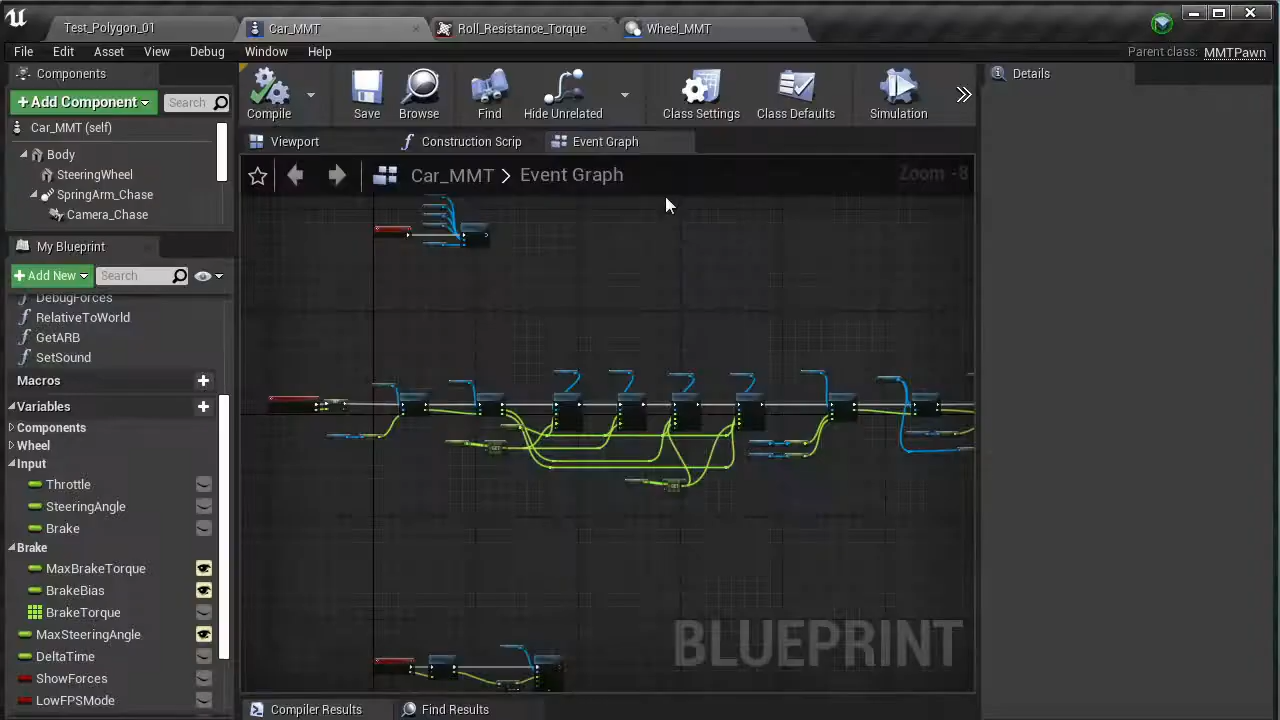 Test_Polygon_01
Car_MMT
Roll_Resistance_Torque
Wheel_MMT
File
Edit
Asset
View
Debug
Window
Help
Parent class: MMTPawn
Components
+ Add Component
Search
Car_MMT (self)
Body
SteeringWheel
SpringArm_Chase
Camera_Chase
My Blueprint
+ Add New
Search
DebugForces
RelativeToWorld
GetARB
SetSound
Macros
Variables
Components
Wheel
Input
Throttle
SteeringAngle
Brake
Brake
MaxBrakeTorque
BrakeBias
BrakeTorque
MaxSteeringAngle
DeltaTime
ShowForces
LowFPSMode
Compile
Save
Browse
Find
Hide Unrelated
Class Settings
Class Defaults
Simulation
Viewport
Construction Scrip
Event Graph
Car_MMT > Event Graph
Zoom -8
BLUEPRINT
Compiler Results
Find Results
Details